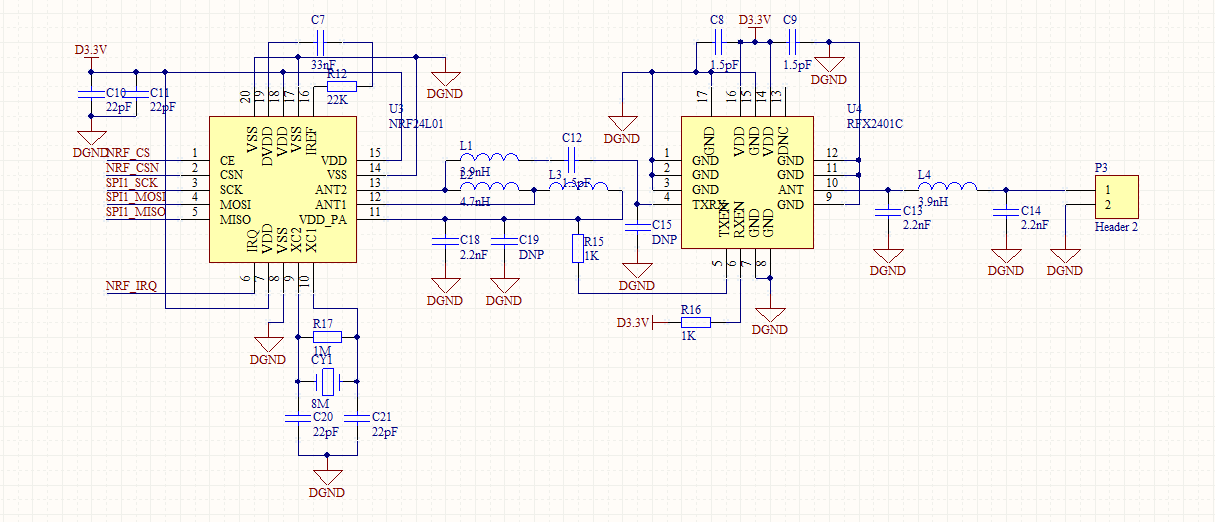 D3.3V
C7
33nF
R12
22K
C10
22pF
C11
22pF
DGND
DGND
U3
NRF24L01
20
19
18
17
16
VSS
DVDD
VDD
VSS
IREF
NRF_CS
NRF_CSN
SPI1_SCK
SPI1_MOSI
SPI1_MISO
NRF_IRQ
1
2
3
4
5
CE
CSN
SCK
MOSI
MISO
VDD
VSS
ANT2
ANT1
VDD_PA
15
14
13
12
11
IRQ
VDD
VSS
XC2
XC1
6
7
8
9
10
DGND
R17
1M
CY1
8M
C20
22pF
C21
22pF
DGND
L1
3.9nH
L2
4.7nH
L3
C12
1.5pF
C18
2.2nF
DGND
C19
DNP
DGND
R15
1K
C15
DNP
DGND
D3.3V
R16
1K
C8
1.5pF
D3.3V
C9
1.5pF
DGND
DGND
U4
RFX2401C
17
16
15
14
13
GND
VDD
GND
VDD
DNC
1
2
3
4
GND
GND
GND
TXRX
GND
GND
ANT
GND
12
11
10
9
TXEN
RXEN
GND
GND
5
6
7
8
DGND
L4
3.9nH
C13
2.2nF
DGND
C14
2.2nF
DGND
DGND
P3
1
2
Header 2